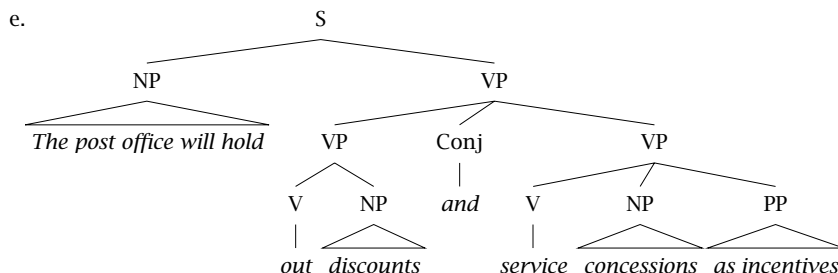 e. S
NP VP
The post office will hold VP Conj VP
V NP and V NP PP
out discounts service concessions as incentives